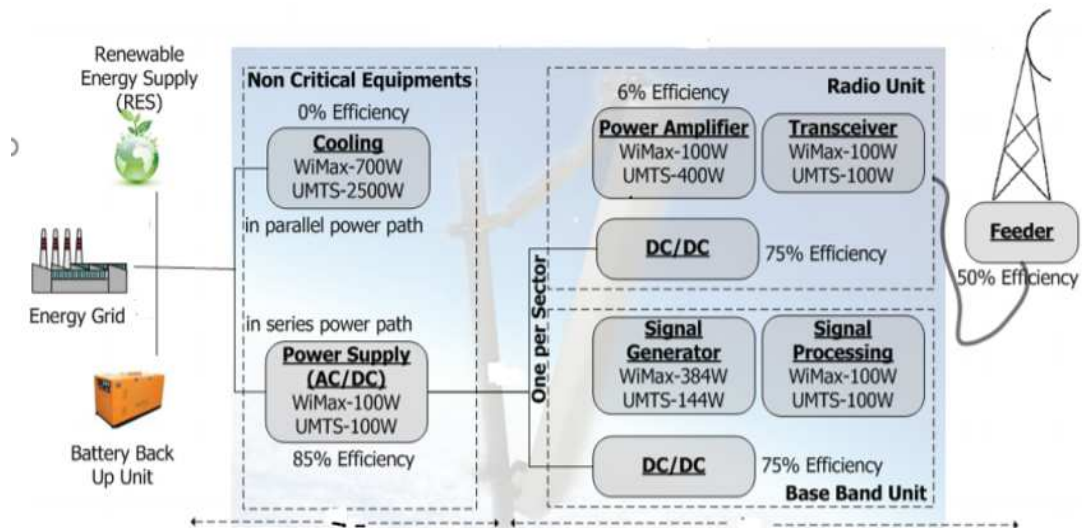 Renewable
Energy Supply
(RES)
Energy Grid
Battery Back
Up Unit
Non Critical Equipments
0% Efficiency
Cooling
WiMax-700W
UMTS-2500W
in parallel power path
in series power path
Power Supply
(AC/DC)
WiMax-100W
UMTS-100W
85% Efficiency
One per Sector
Radio Unit
6% Efficiency
Power Amplifier
WiMax-100W
UMTS-400W
Transceiver
WiMax-100W
UMTS-100W
DC/DC
75% Efficiency
Signal
Generator
WiMax-384W
UMTS-144W
Signal
Processing
WiMax-100W
UMTS-100W
DC/DC
75% Efficiency
Base Band Unit
Feeder
50% Efficiency